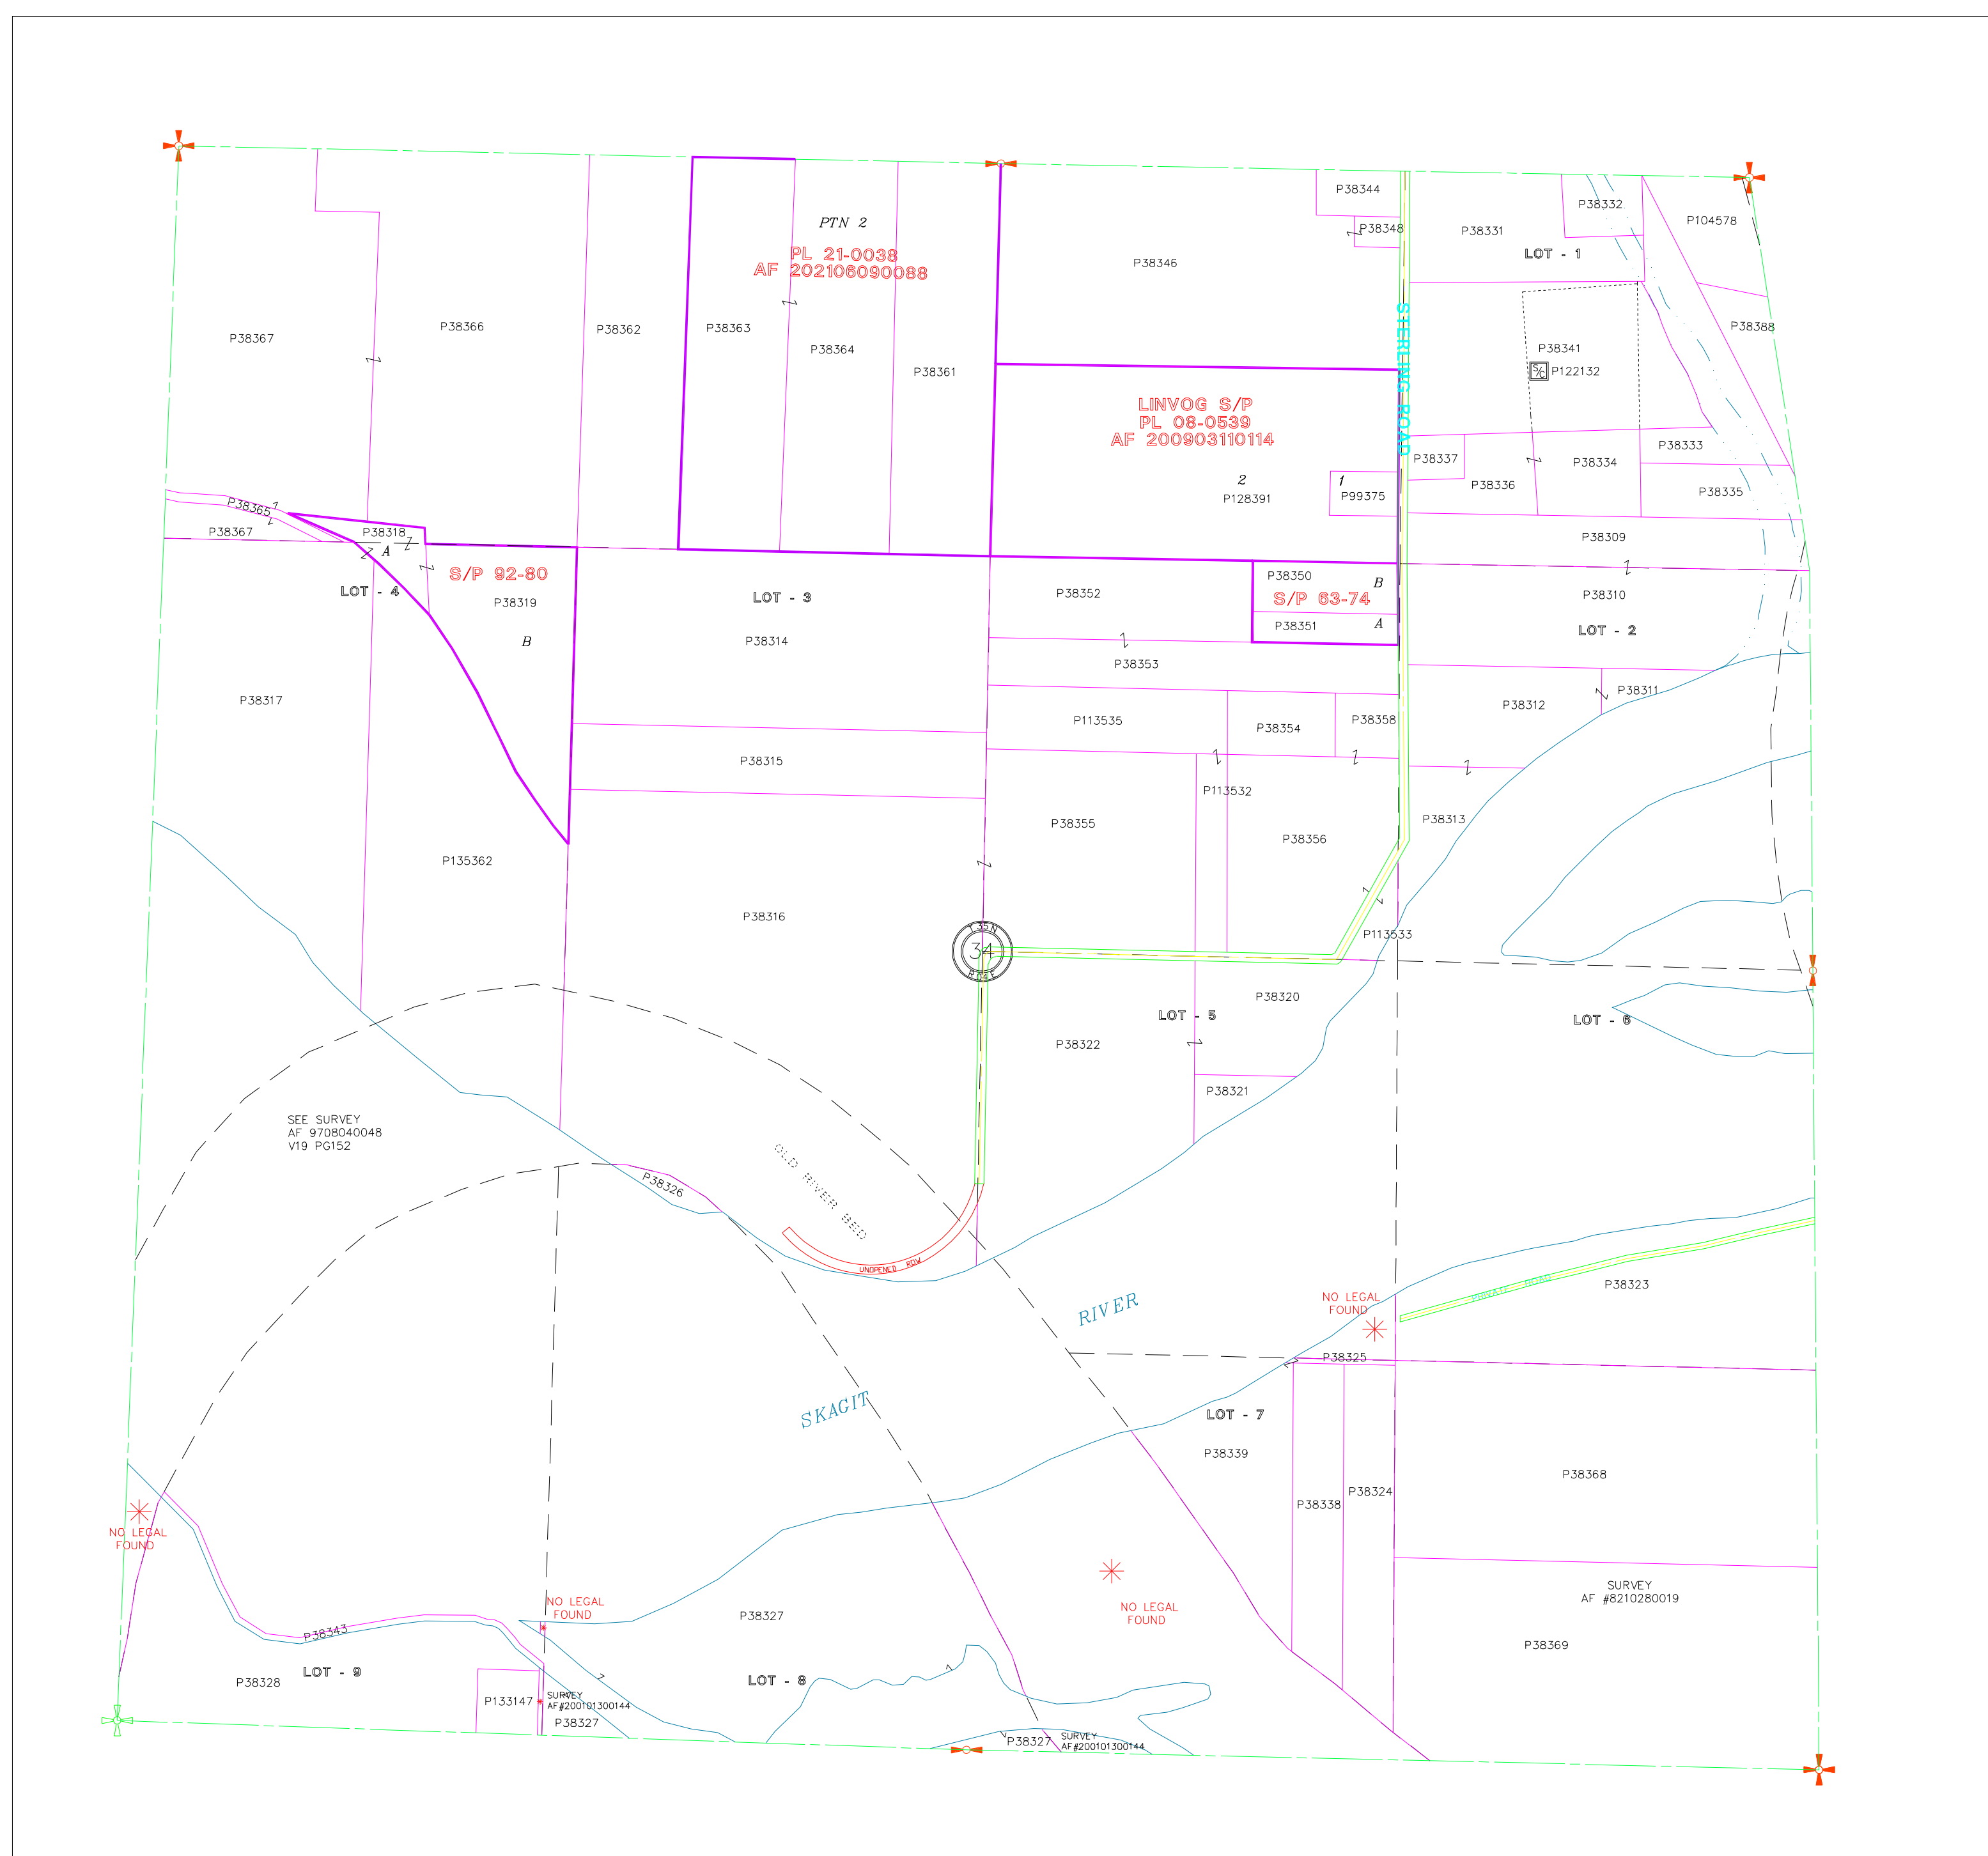 P38344
P38332
PTN 2
P104578
P38348
P38331
PL 21-0038
LOT - 1
AF 202106090088
P38346
P38366
P38363
P38362
P38388
P38367
P38364
P38341
P38361
S/C P122132
STERLING ROAD
LINVOG S/P
PL 08-0539
AF 200903110114
P38333
P38337
P38334
2
1
P38336
P128391
P99375
P38335
P38365
P38367
P38318
A
P38309
S/P 92-80
P38350
B
LOT - 4
LOT - 3
P38352
S/P 63-74
P38310
P38319
P38351
A
LOT - 2
B
P38314
P38353
P38317
P38311
P38312
P113535
P38354
P38358
P38315
P113532
P38355
P38313
P38356
P135362
P38316
P113533
T35N
34
R04E
P38320
LOT - 5
LOT - 6
P38322
P38321
SEE SURVEY
AF 9708040048
V19 PG152
P38326
OLD RIVER BED
UNOPENED ROW
PRIVATE ROAD
P38323
RIVER
NO LEGAL
FOUND
P38325
SKAGIT
LOT - 7
P38339
P38368
P38324
P38338
NO LEGAL
FOUND
SURVEY
AF #8210280019
NO LEGAL
FOUND
NO LEGAL
FOUND
P38327
P38343
P38369
LOT - 9
LOT - 8
P38328
P133147
SURVEY
AF#200101300144
P38327
P38327
SURVEY
AF#200101300144